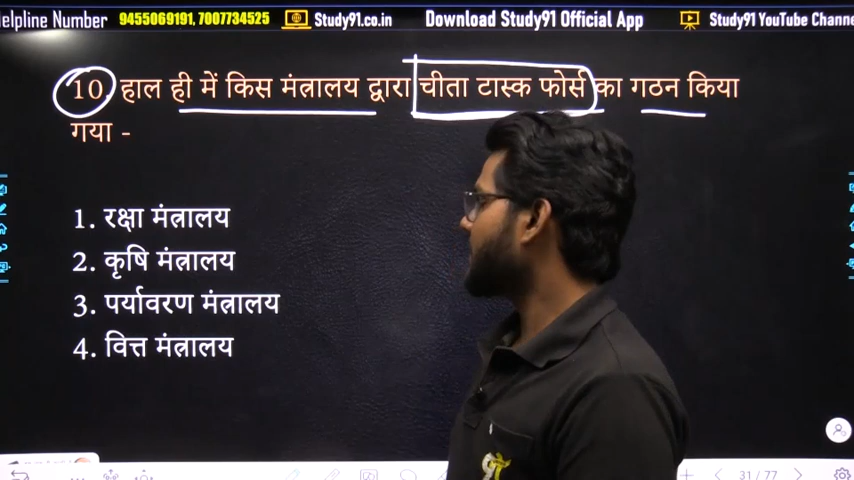 elpline Number 9455069191, 7007734525 Study91.co.in Download Study91 Official App Study91 YouTube Channe
10. हाल ही में किस मंत्रालय द्वारा चीता टास्क फोर्स का गठन किया
गया -
1. रक्षा मंत्रालय
2. कृषि मंत्रालय
3. पर्यावरण मंत्रालय
4. वित्त मंत्रालय
31 / 77